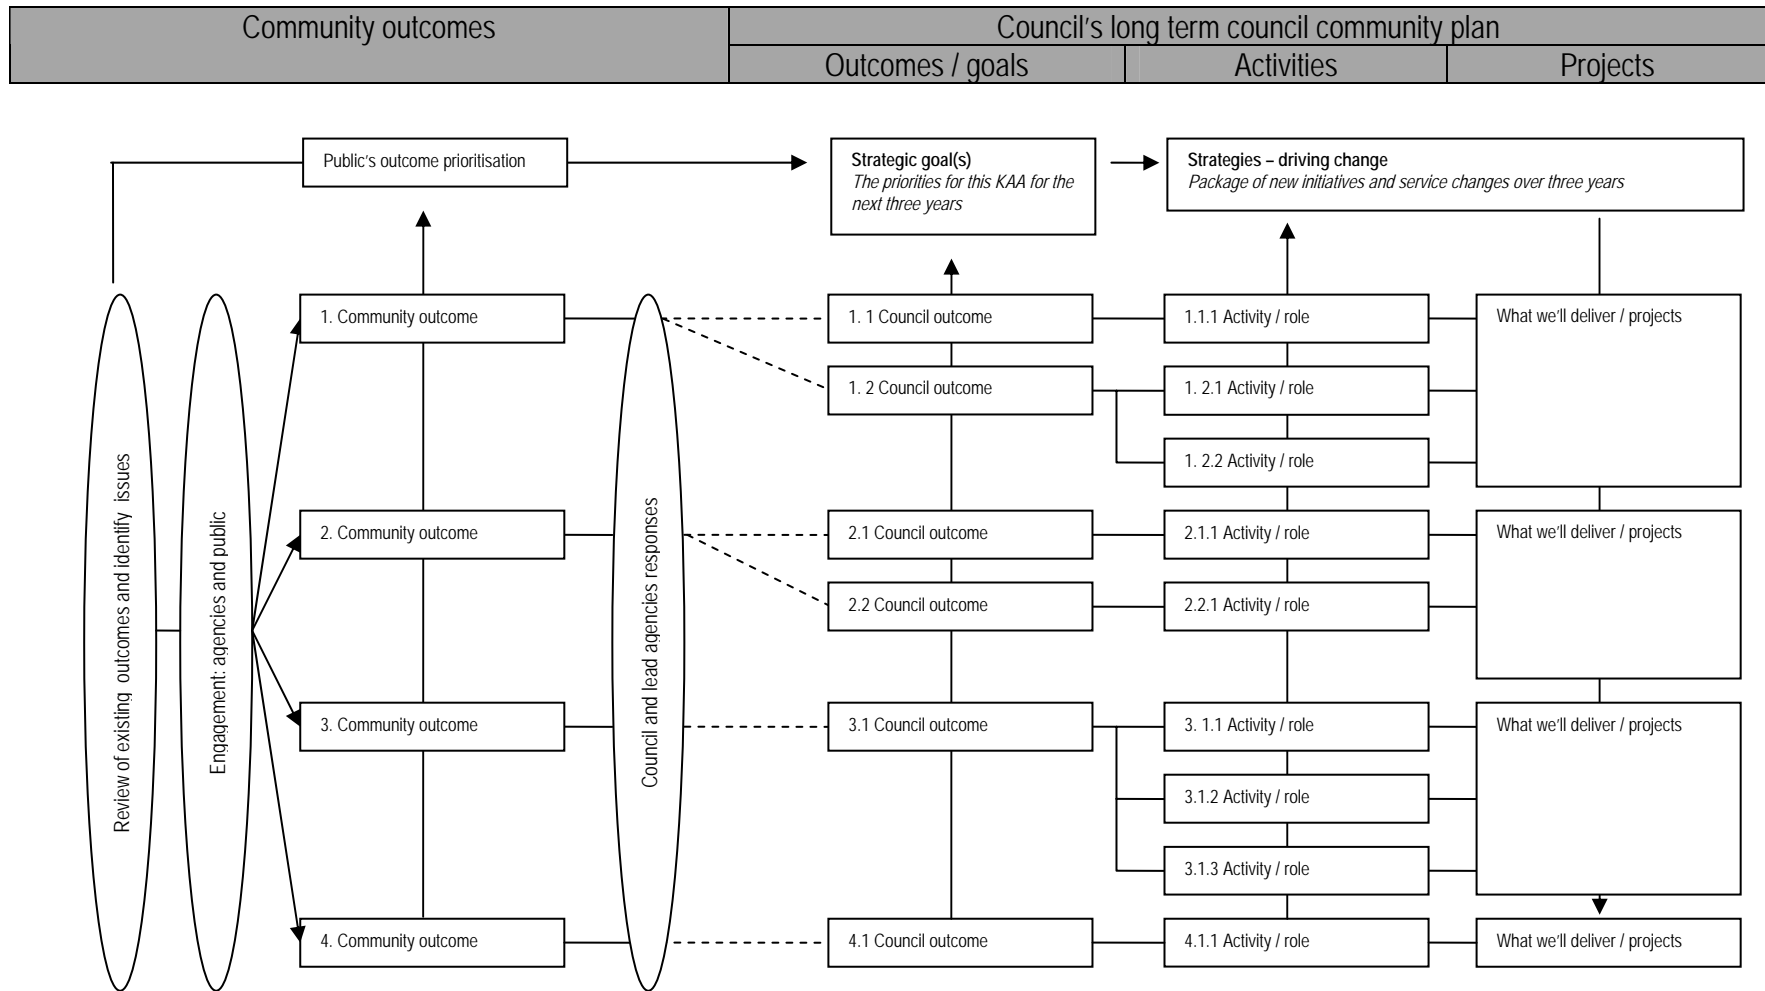 Community outcomes
Council's long term council community plan
Outcomes / goals
Activities
Projects
Public's outcome prioritisation
Strategic goal(s)
The priorities for this KAA for the
next three years
Strategies – driving change
Package of new initiatives and service changes over three years
Review of existing outcomes and identify issues
Engagement: agencies and public
Council and lead agencies responses
1. Community outcome
1. 1 Council outcome
1.1.1 Activity / role
What we'll deliver / projects
1. 2 Council outcome
1. 2.1 Activity / role
1. 2.2 Activity / role
2. Community outcome
2.1 Council outcome
2.1.1 Activity / role
What we'll deliver / projects
2.2 Council outcome
2.2.1 Activity / role
3. Community outcome
3.1 Council outcome
3. 1.1 Activity / role
What we'll deliver / projects
3.1.2 Activity / role
3.1.3 Activity / role
4. Community outcome
4.1 Council outcome
4.1.1 Activity / role
What we'll deliver / projects